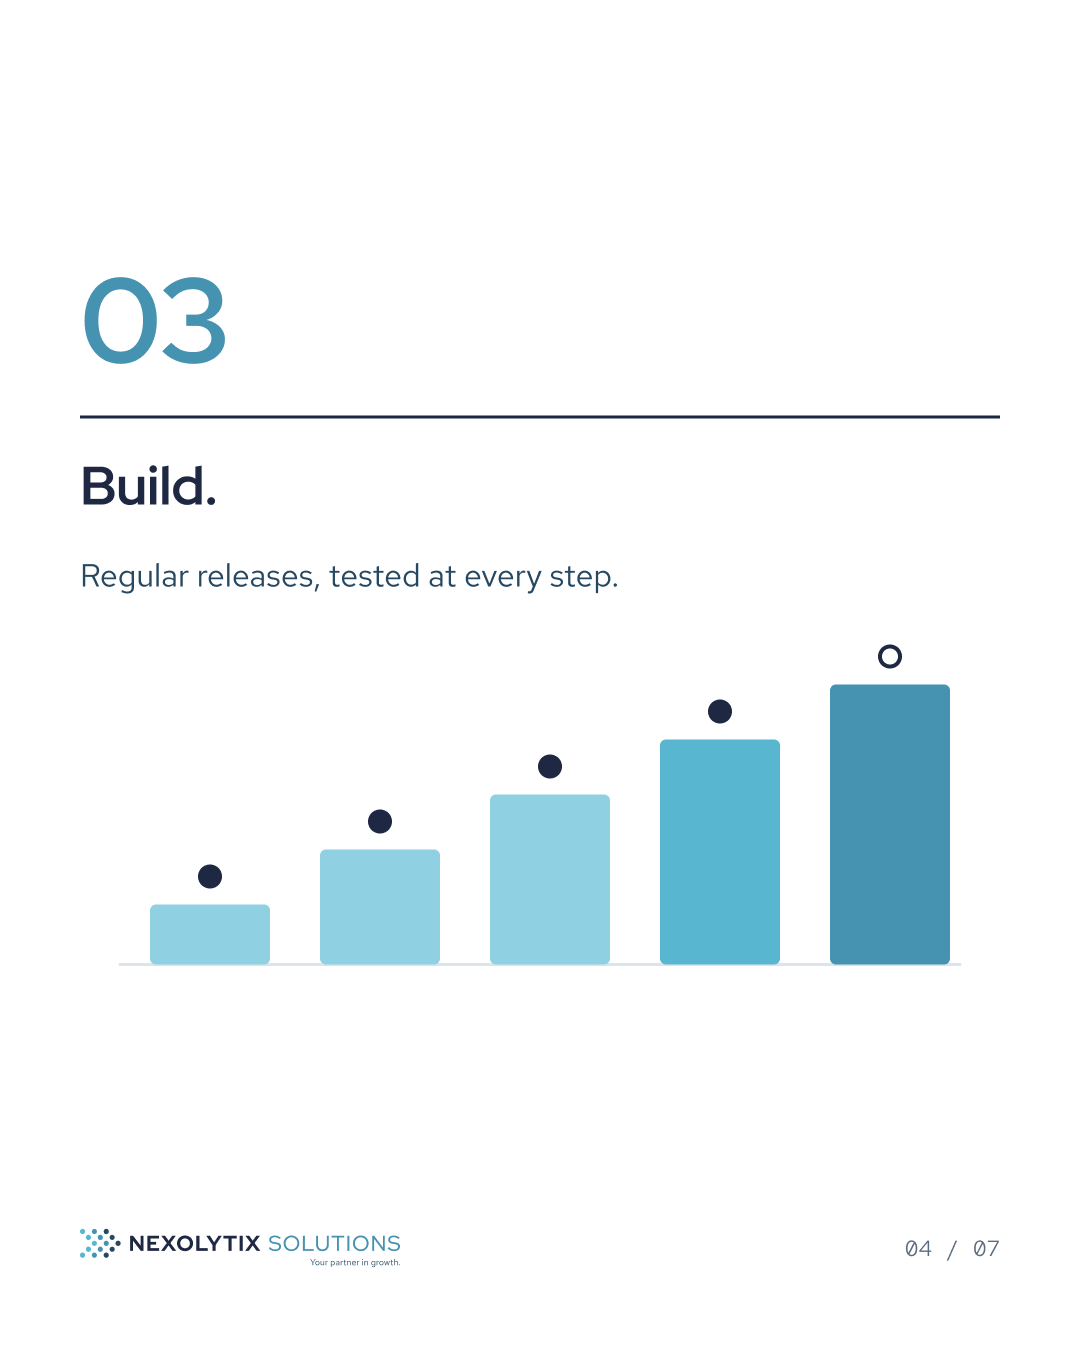 03
Build.
Regular releases, tested at every step.
NEXOLYTIX SOLUTIONS
Your partner in growth.
04 / 07